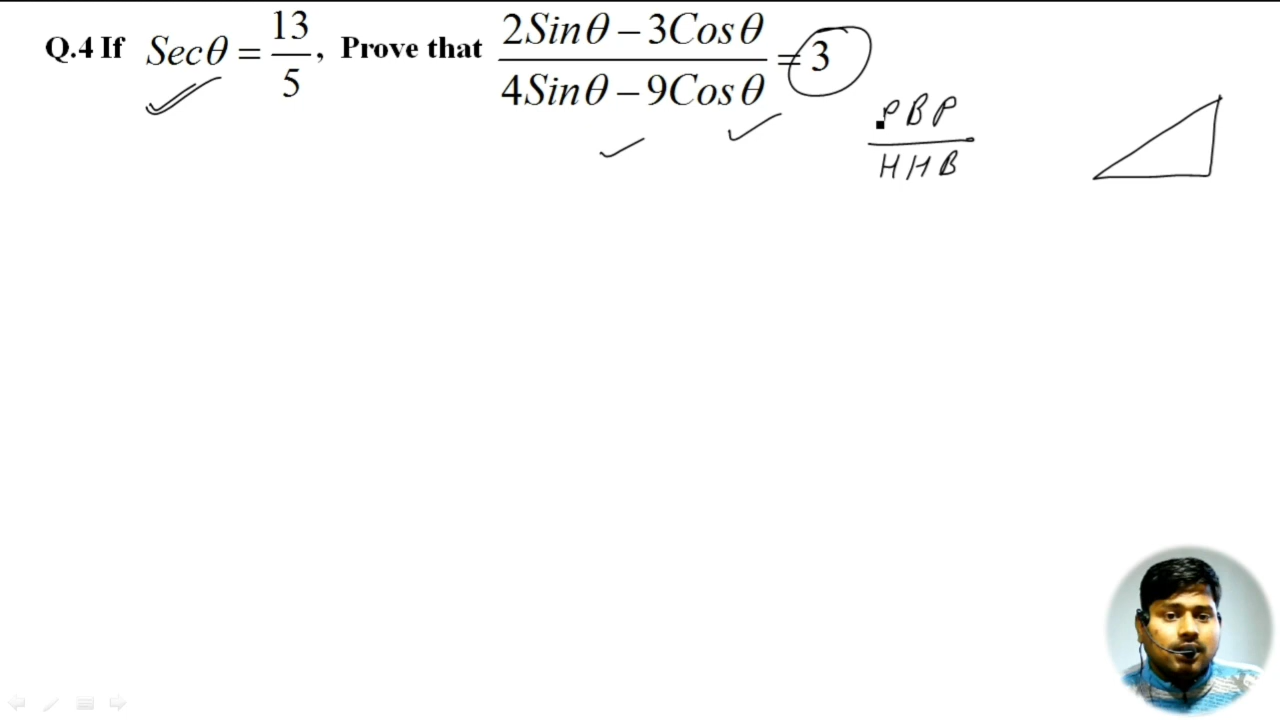 Q.4 If Secθ = 13/5, Prove that (2Sinθ − 3Cosθ)/(4Sinθ − 9Cosθ) = 3
P B P
H H B